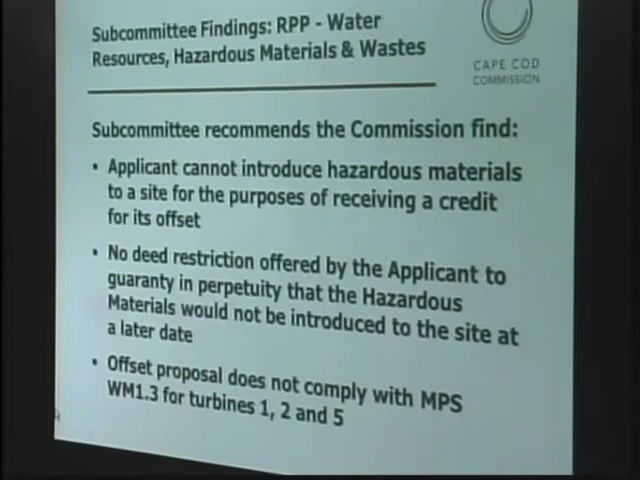 Subcommittee Findings: RPP - Water
Resources, Hazardous Materials & Wastes
CAPE COD
COMMISSION
Subcommittee recommends the Commission find:
• Applicant cannot introduce hazardous materials
to a site for the purposes of receiving a credit
for its offset
• No deed restriction offered by the Applicant to
guaranty in perpetuity that the Hazardous
Materials would not be introduced to the site at
a later date
• Offset proposal does not comply with MPS
WM1.3 for turbines 1, 2 and 5